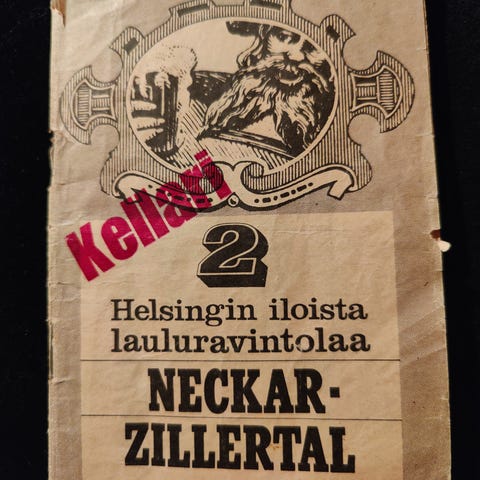 Kellari
2
Helsingin iloista
lauluravintolaa
NECKAR-
ZILLERTAL